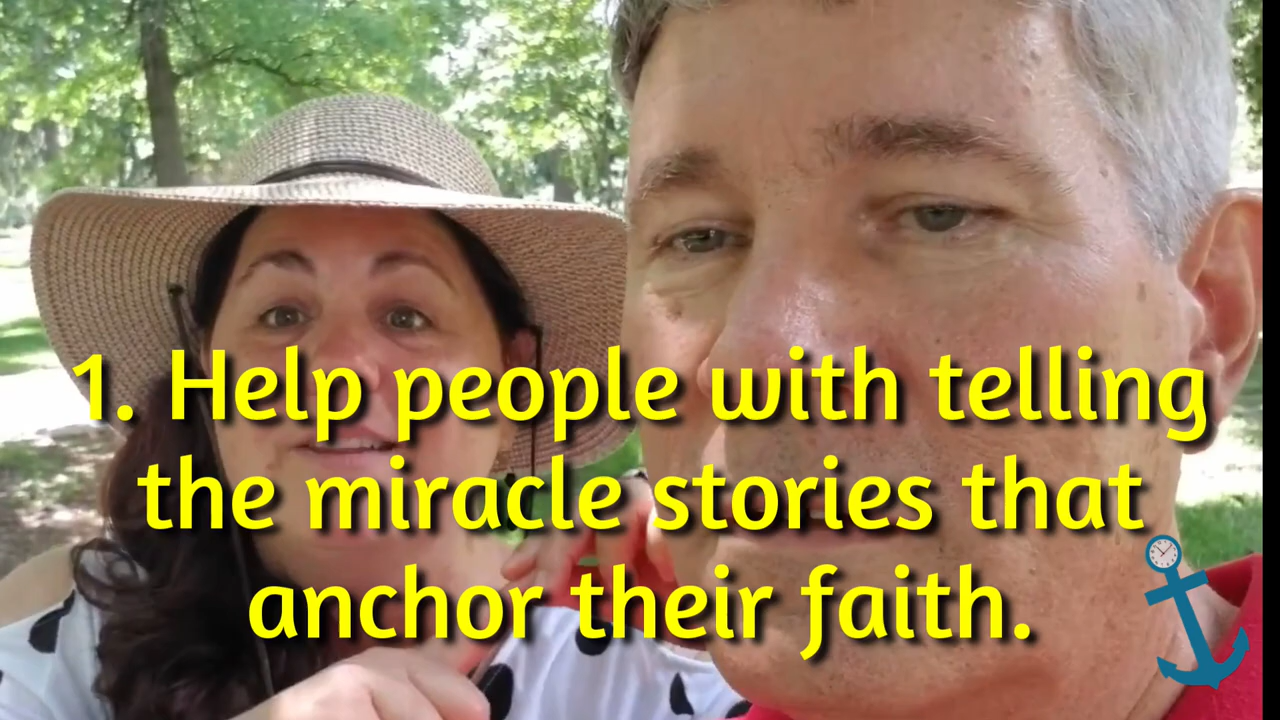 1. Help people with telling
the miracle stories that
anchor their faith.